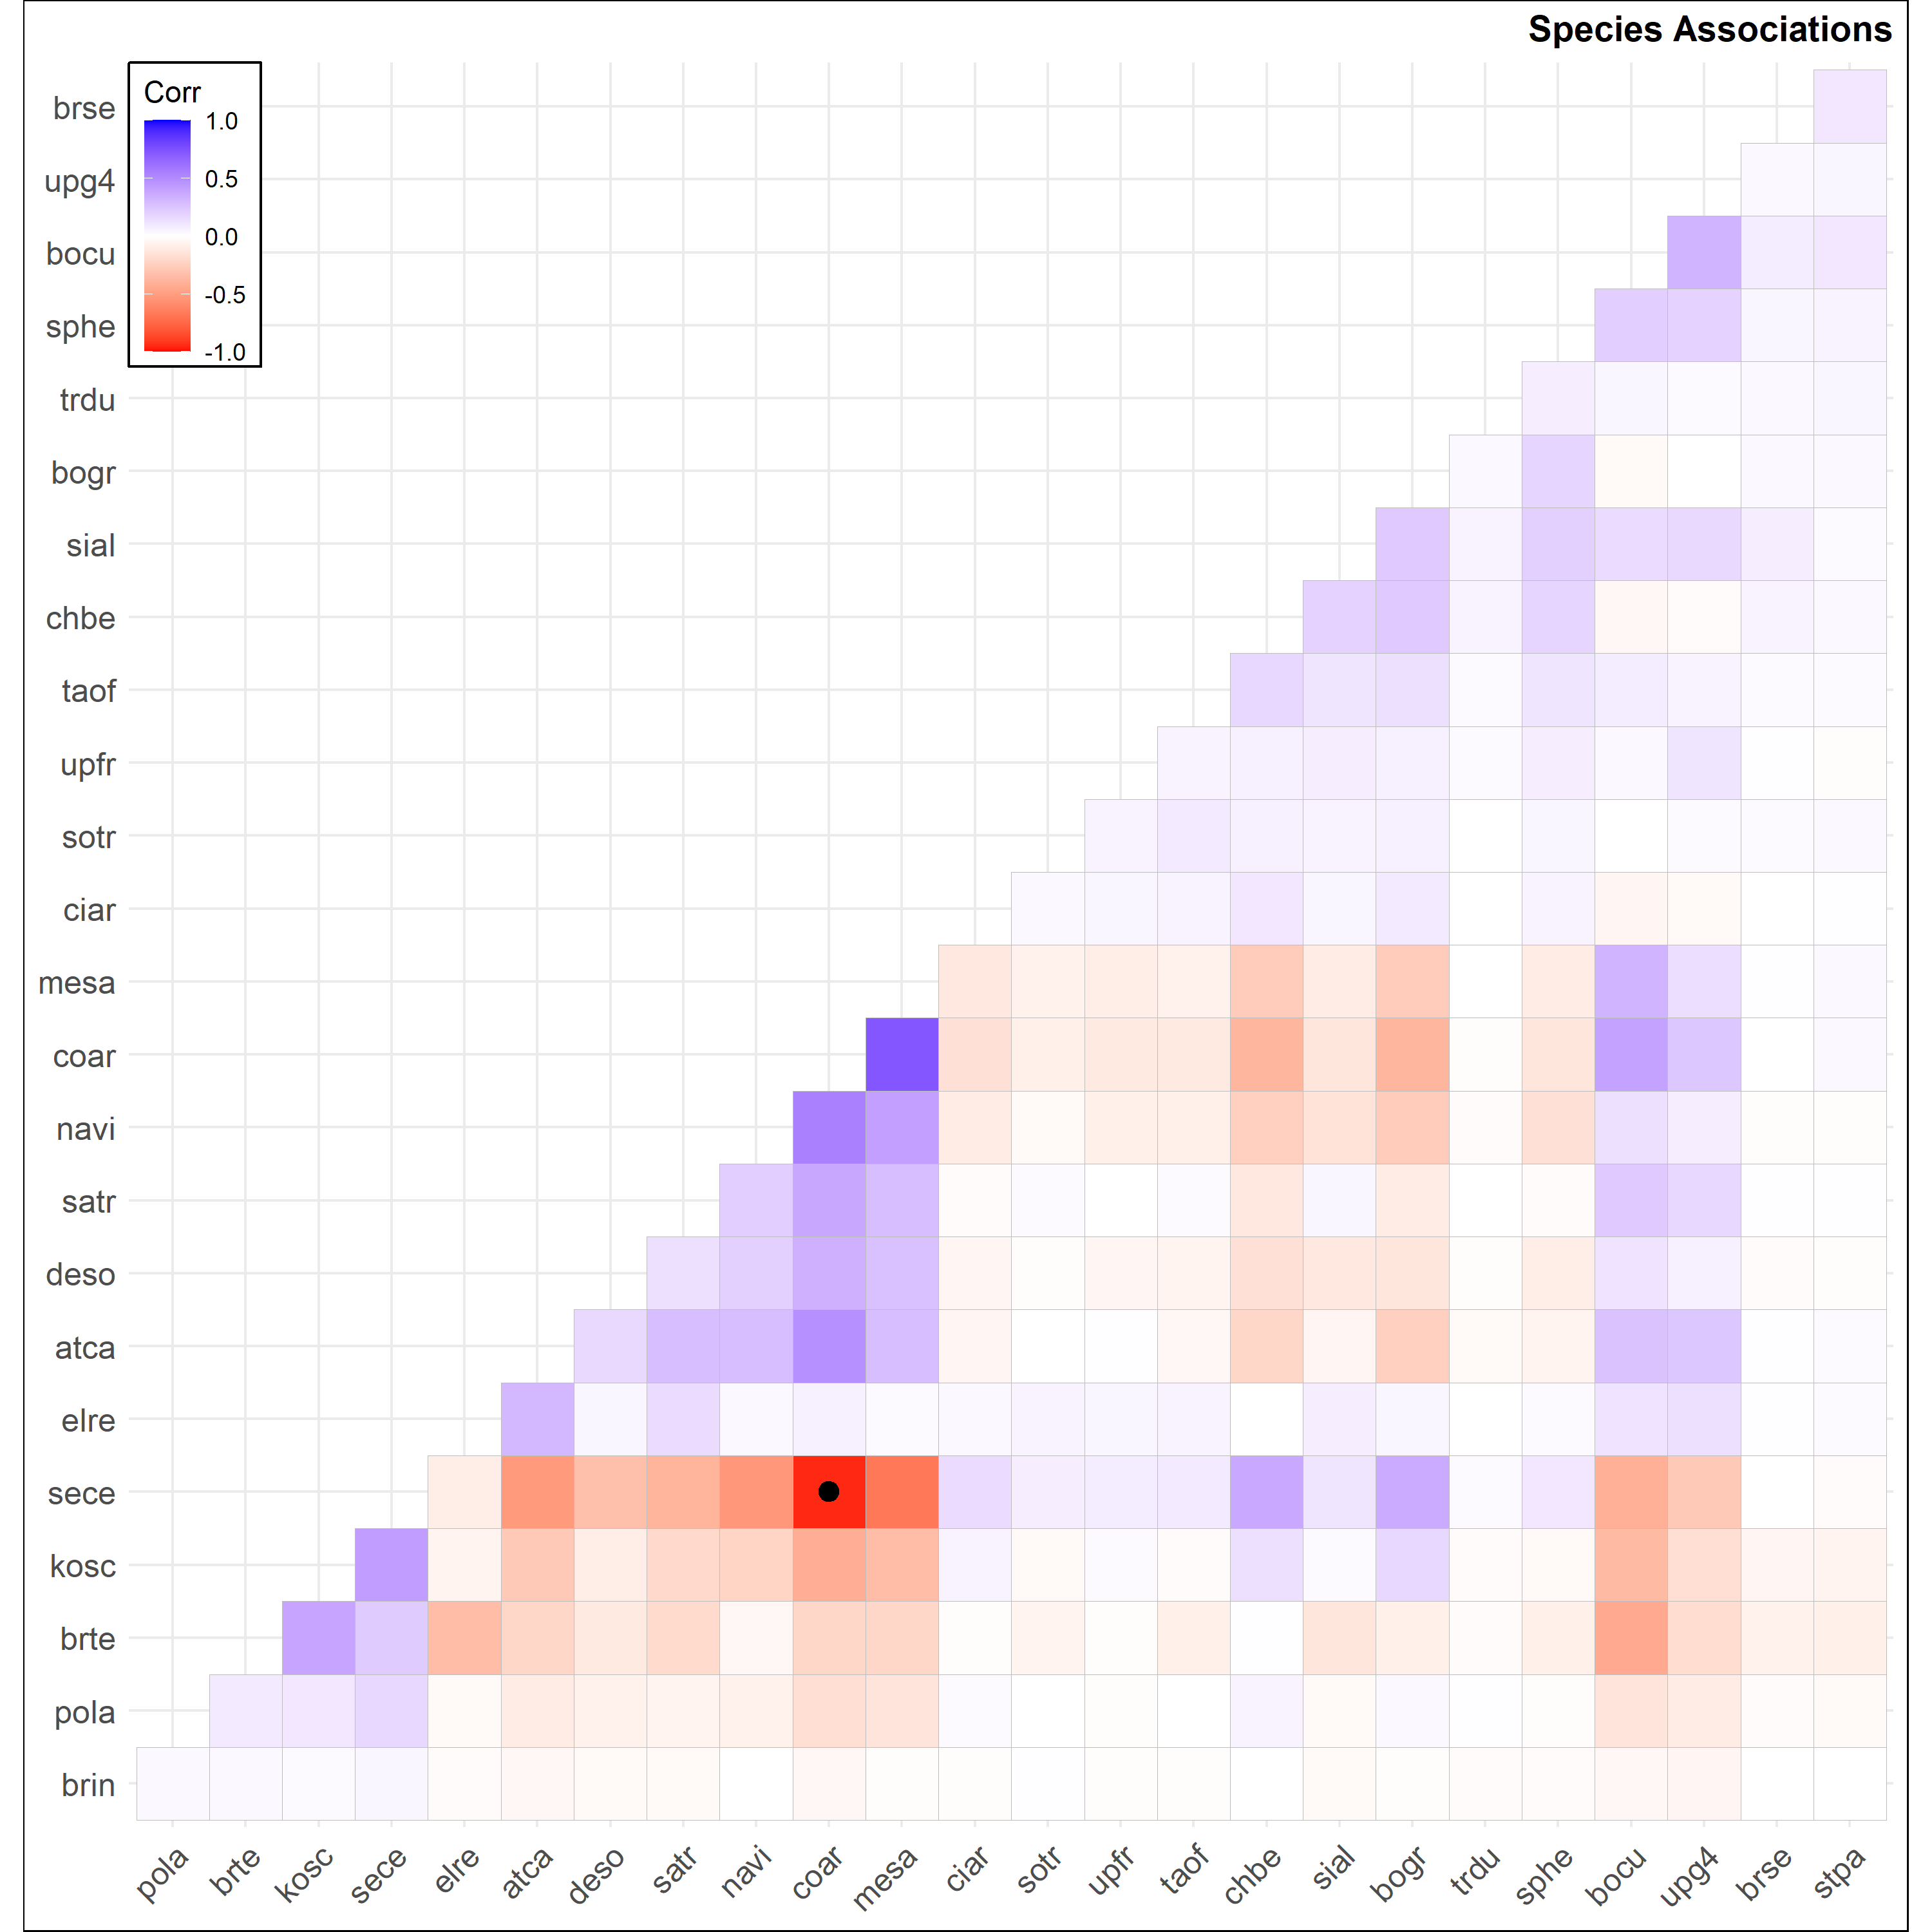 Species Associations
Corr
1.0
0.5
0.0
-0.5
-1.0
brse
upg4
bocu
sphe
trdu
bogr
sial
chbe
taof
upfr
sotr
ciar
mesa
coar
navi
satr
deso
atca
elre
sece
kosc
brte
pola
brin
pola brte kosc sece elre atca deso satr navi coar mesa ciar sotr upfr taof chbe sial bogr trdu sphe bocu upg4 brse stpa